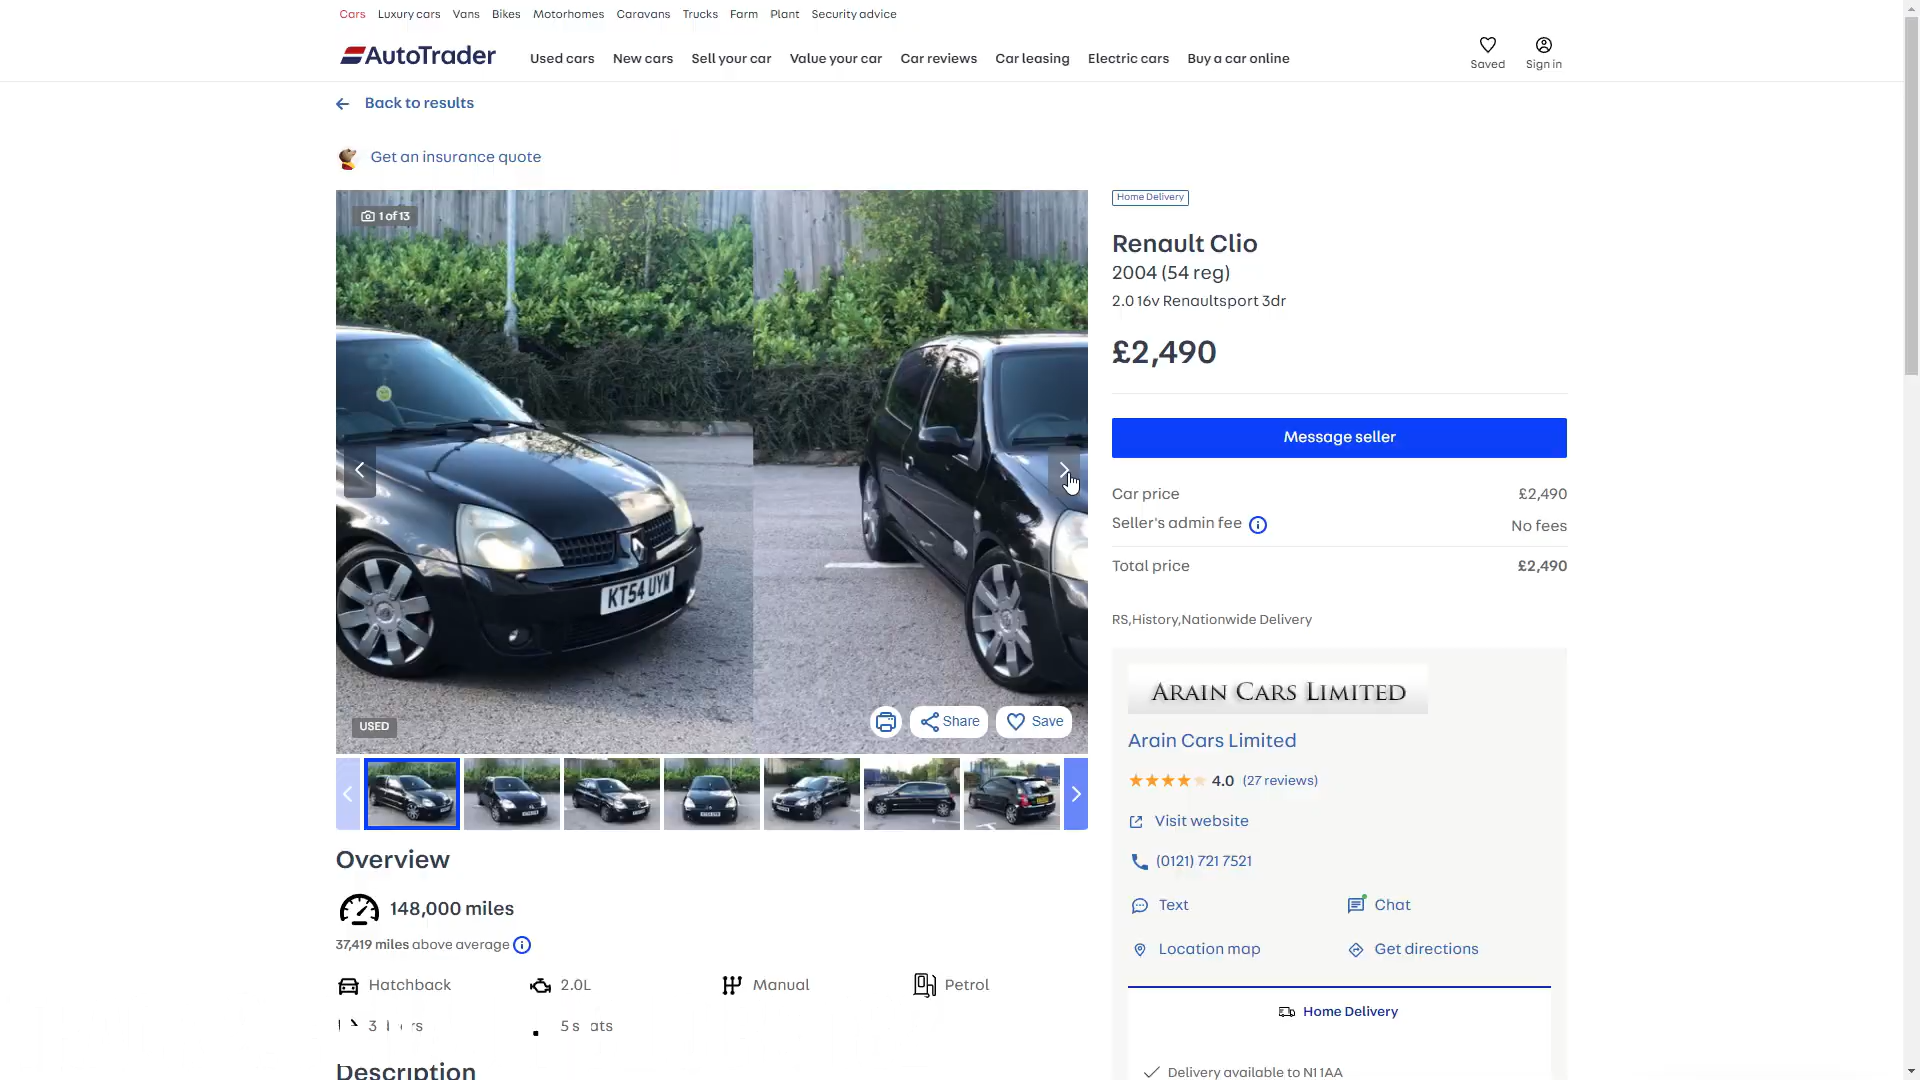 Cars Luxury cars Vans Bikes Motorhomes Caravans Trucks Farm Plant Security advice
AutoTrader
Used cars New cars Sell your car Value your car Car reviews Car leasing Electric cars Buy a car online
Saved
Sign in
Back to results
Get an insurance quote
1 of 13
KT54 UYW
USED
Share
Save
Home Delivery
Renault Clio
2004 (54 reg)
2.0 16v Renaultsport 3dr
£2,490
Message seller
Car price £2,490
Seller's admin fee No fees
Total price £2,490
RS,History,Nationwide Delivery
ARAIN CARS LIMITED
Arain Cars Limited
4.0 (27 reviews)
Visit website
(0121) 721 7521
Text Chat
Location map Get directions
Home Delivery
Delivery available to N1 1AA
Overview
148,000 miles
37,419 miles above average
Hatchback 2.0L Manual Petrol
Description